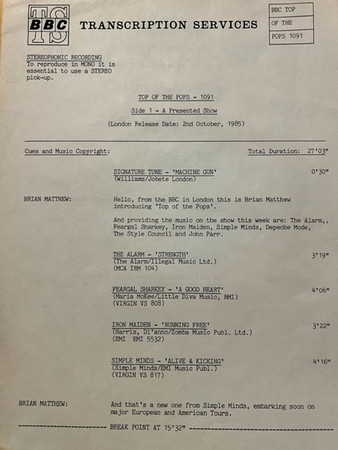 TS
BBC
TRANSCRIPTION SERVICES
BBC TOP
OF THE
POPS 1091
STEREOPHONIC RECORDING
To reproduce in MONO it is
essential to use a STEREO
pick-up.
TOP OF THE POPS - 1091
Side 1 - A Presented Show
(London Release Date: 2nd October, 1985)
Cues and Music Copyright: Total Duration: 27'03"
SIGNATURE TUNE - 'MACHINE GUN' 0'30"
(Williams/Jobete London)
BRIAN MATTHEW: Hello, from the BBC in London this is Brian Matthew
introducing 'Top of the Pops'.
And providing the music on the show this week are: The Alarm,,
Feargal Sharkey, Iron Maiden, Simple Minds, Depeche Mode,
The Style Council and John Parr.
THE ALARM - 'STRENGTH' 3'19"
(The Alarm/Illegal Music Ltd.)
(MCA IRM 104)
FEARGAL SHARKEY - 'A GOOD HEART' 4'06"
(Maria McKee/Little Diva Music, BMI)
(VIRGIN VS 808)
IRON MAIDEN - 'RUNNING FREE' 3'22"
(Harris, Di'anno/Zomba Music Publ. Ltd.)
(EMI EMI 5532)
SIMPLE MINDS - 'ALIVE & KICKING' 4'16"
(Simple Minds/EMI Music Publ.)
(VIRGIN VS 817)
BRIAN MATTHEW: And that's a new one from Simple Minds, embarking soon on
major European and American Tours.
BREAK POINT AT 15'32"